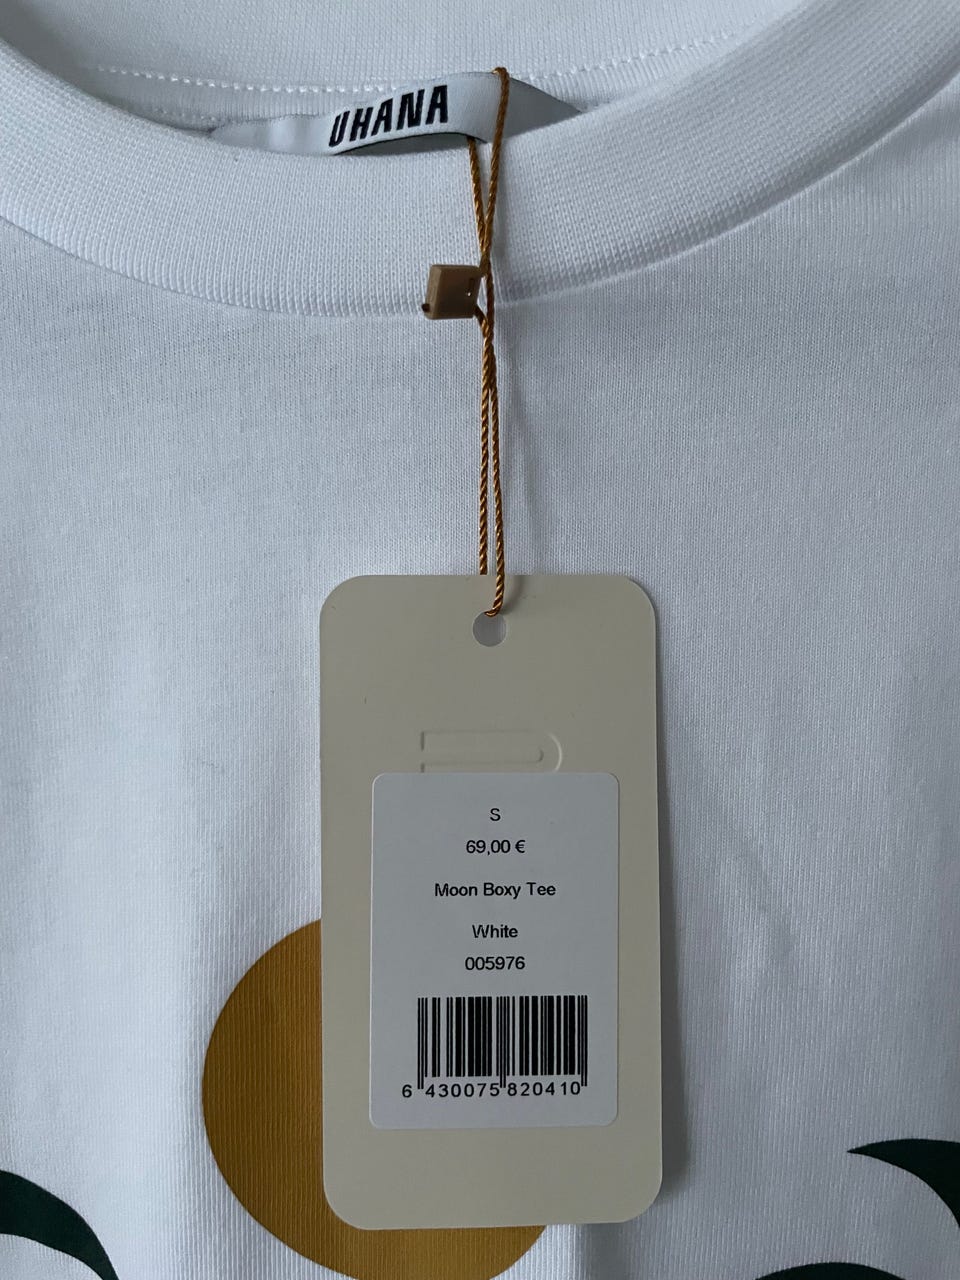 UHANA
S
69,00 €
Moon Boxy Tee
White
005976
6 430075 820410